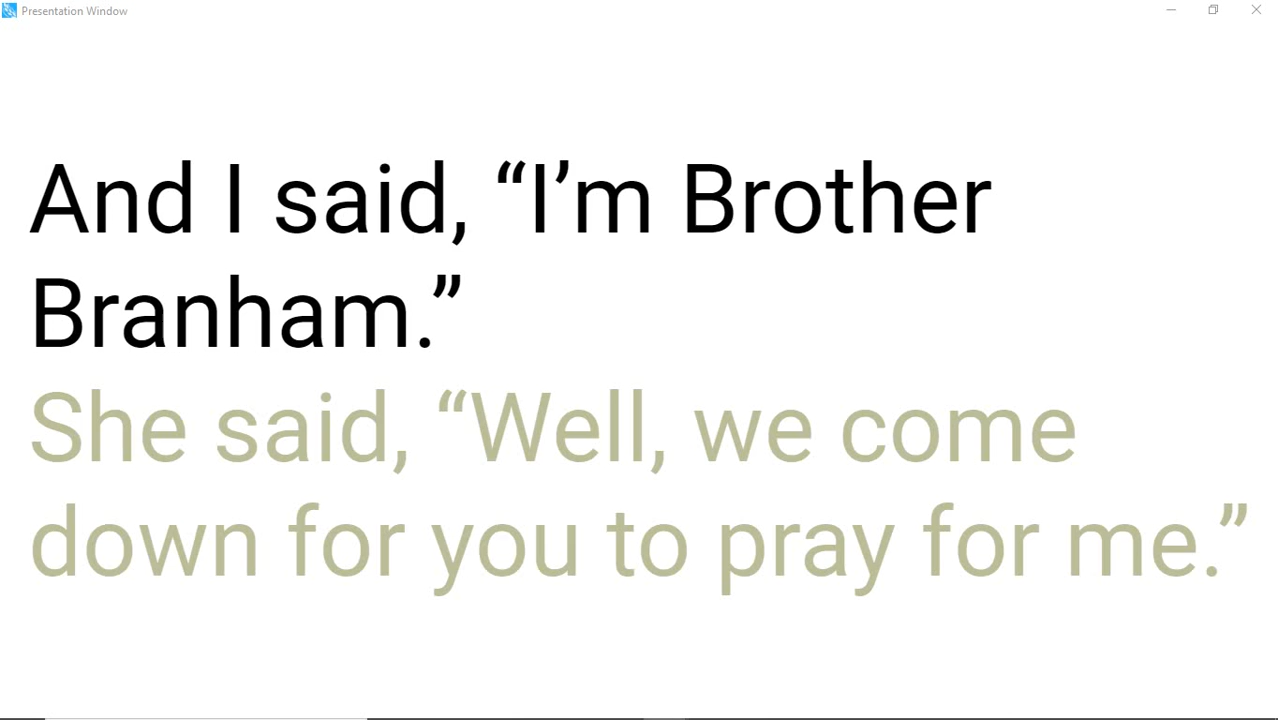 Presentation Window
And I said, “I’m Brother
Branham.”
She said, “Well, we come
down for you to pray for me.”